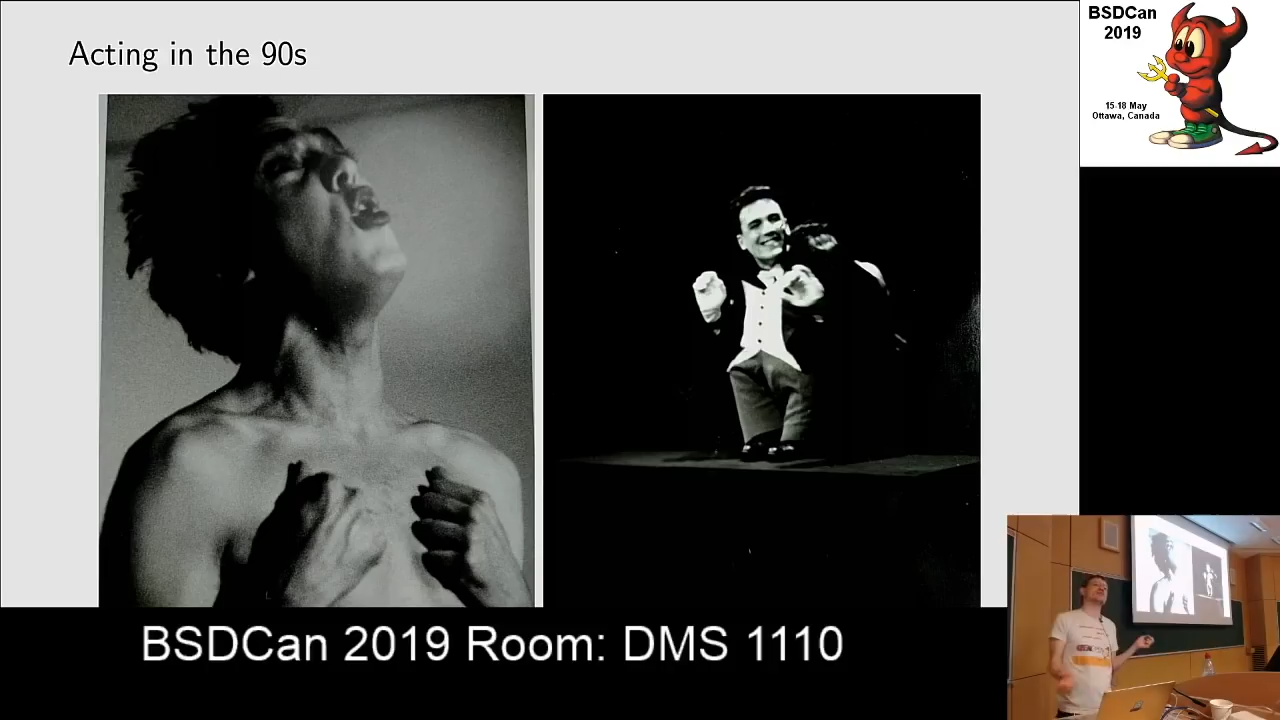 Acting in the 90s
BSDCan
2019
15-18 May
Ottawa, Canada
BSDCan 2019 Room: DMS 1110